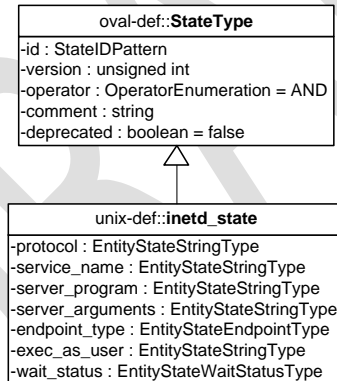 oval-def::StateType
-id : StateIDPattern
-version : unsigned int
-operator : OperatorEnumeration = AND
-comment : string
-deprecated : boolean = false
unix-def::inetd_state
-protocol : EntityStateStringType
-service_name : EntityStateStringType
-server_program : EntityStateStringType
-server_arguments : EntityStateStringType
-endpoint_type : EntityStateEndpointType
-exec_as_user : EntityStateStringType
-wait_status : EntityStateWaitStatusType